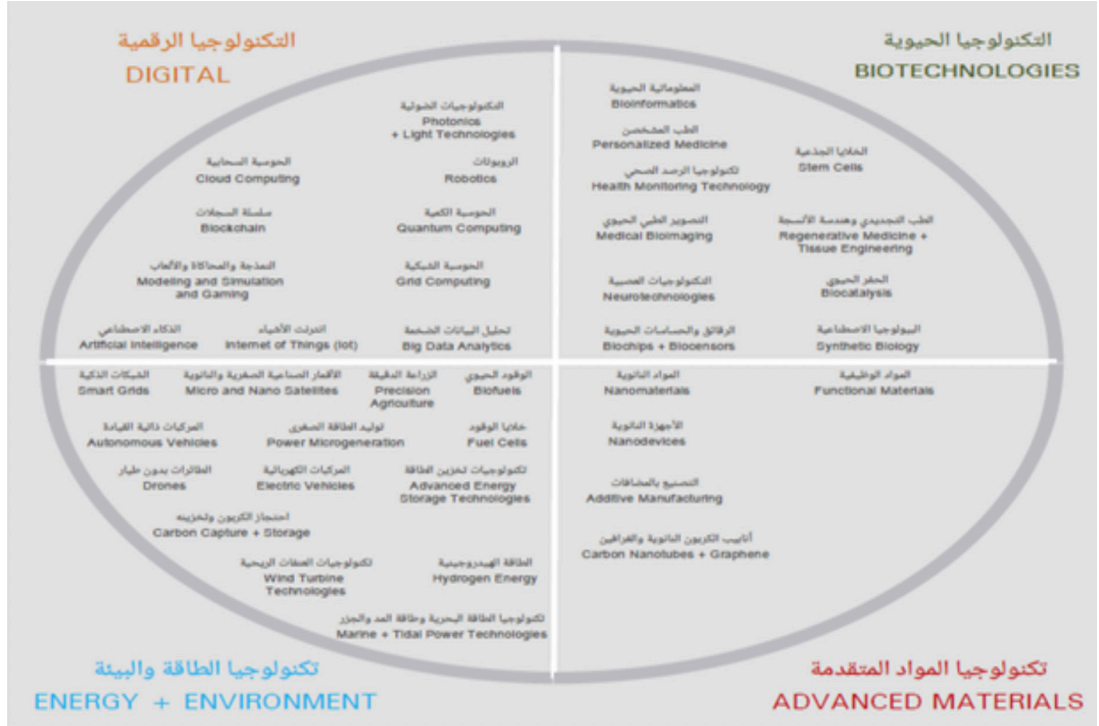 التكنولوجيا الرقمية
DIGITAL
التكنولوجيا الحيوية
BIOTECHNOLOGIES
التكنولوجيات الضوئية
Photonics
+ Light Technologies
الحوسبة السحابية
Cloud Computing
الروبوتات
Robotics
سلسلة السجلات
Blockchain
الحوسبة الكمية
Quantum Computing
النمذجة والمحاكاة والألعاب
Modeling and Simulation
and Gaming
الحوسبة الشبكية
Grid Computing
الذكاء الاصطناعي
Artificial Intelligence
انترنت الأشياء
Internet of Things (Iot)
تحليل البيانات الضخمة
Big Data Analytics
المعلوماتية الحيوية
Bioinformatics
الطب المشخصن
Personalized Medicine
الخلايا الجذعية
Stem Cells
تكنولوجيا الرصد الصحي
Health Monitoring Technology
التصوير الطبي الحيوي
Medical Bioimaging
الطب التجديدي وهندسة الأنسجة
Regenerative Medicine +
Tissue Engineering
التكنولوجيات العصبية
Neurotechnologies
الحفز الحيوي
Biocatalysis
الرقائق والحساسات الحيوية
Biochips + Biocensors
البيولوجيا الاصطناعية
Synthetic Biology
الشبكات الذكية
Smart Grids
الأقمار الصناعية الصغرية والنانوية
Micro and Nano Satellites
الزراعة الدقيقة
Precision
Agriculture
الوقود الحيوي
Biofuels
المركبات ذاتية القيادة
Autonomous Vehicles
توليد الطاقة الصغرى
Power Microgeneration
خلايا الوقود
Fuel Cells
الطائرات بدون طيار
Drones
المركبات الكهربائية
Electric Vehicles
تكنولوجيات تخزين الطاقة
Advanced Energy
Storage Technologies
احتجاز الكربون وتخزينه
Carbon Capture + Storage
تكنولوجيات العنفات الريحية
Wind Turbine
Technologies
الطاقة الهيدروجينية
Hydrogen Energy
تكنولوجيا الطاقة البحرية وطاقة المد والجزر
Marine + Tidal Power Technologies
المواد النانوية
Nanomaterials
المواد الوظيفية
Functional Materials
الأجهزة النانوية
Nanodevices
التصنيع بالمضافات
Additive Manufacturing
أنابيب الكربون النانوية والغرافين
Carbon Nanotubes + Graphene
تكنولوجيا الطاقة والبيئة
ENERGY + ENVIRONMENT
تكنولوجيا المواد المتقدمة
ADVANCED MATERIALS